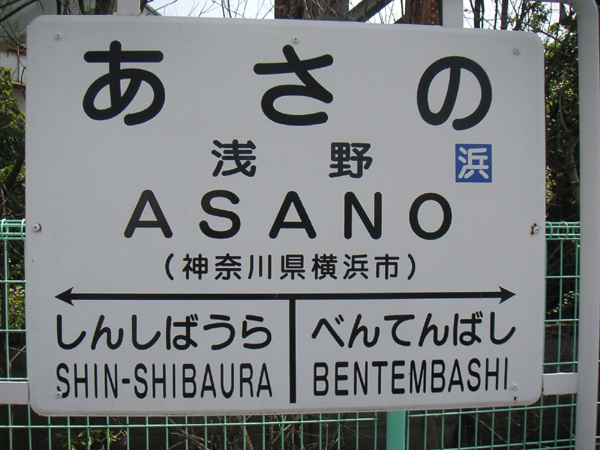 あさの
浅野 浜
ASANO
(神奈川県横浜市)
しんしばうら べんてんばし
SHIN-SHIBAURA BENTEMBASHI